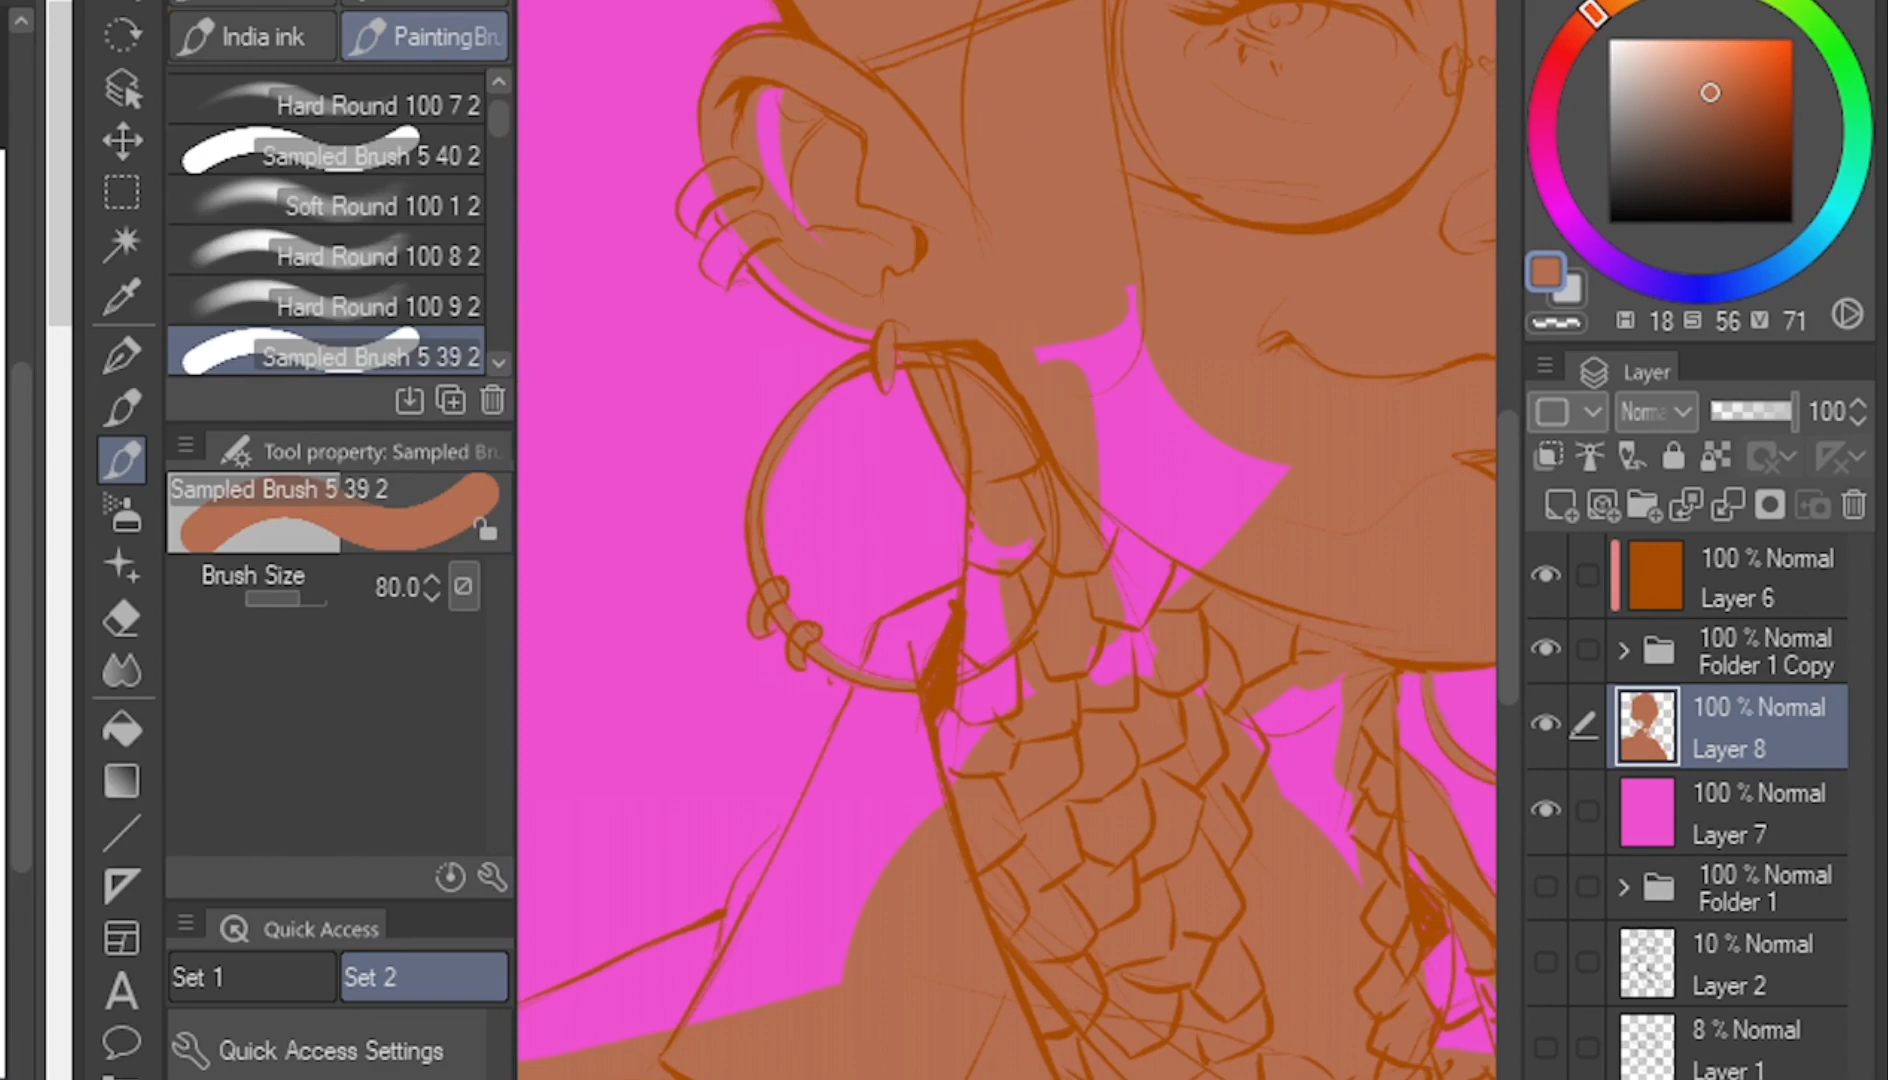 India ink
PaintingBru
Hard Round 100 7 2
Sampled Brush 5 40 2
Soft Round 100 1 2
Hard Round 100 8 2
Hard Round 100 9 2
Sampled Brush 5 39 2
Tool property: Sampled Bru
Sampled Brush 5 39 2
Brush Size
80.0
Quick Access
Set 1
Set 2
Quick Access Settings
H 18 S 56 V 71
Layer
Norma
100
100 % Normal
Layer 6
100 % Normal
Folder 1 Copy
100 % Normal
Layer 8
100 % Normal
Layer 7
100 % Normal
Folder 1
10 % Normal
Layer 2
8 % Normal
Layer 1